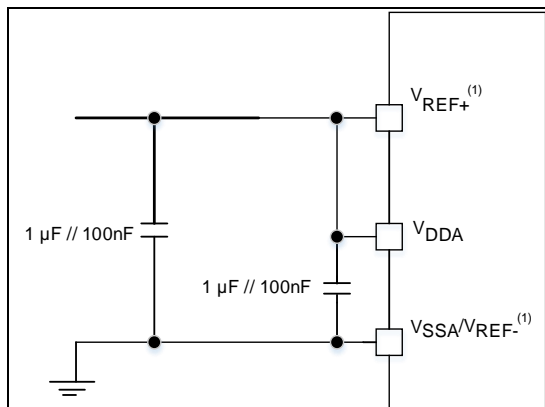 VREF+(1)
1 µF // 100nF
VDDA
1 µF // 100nF
VSSA/VREF-(1)